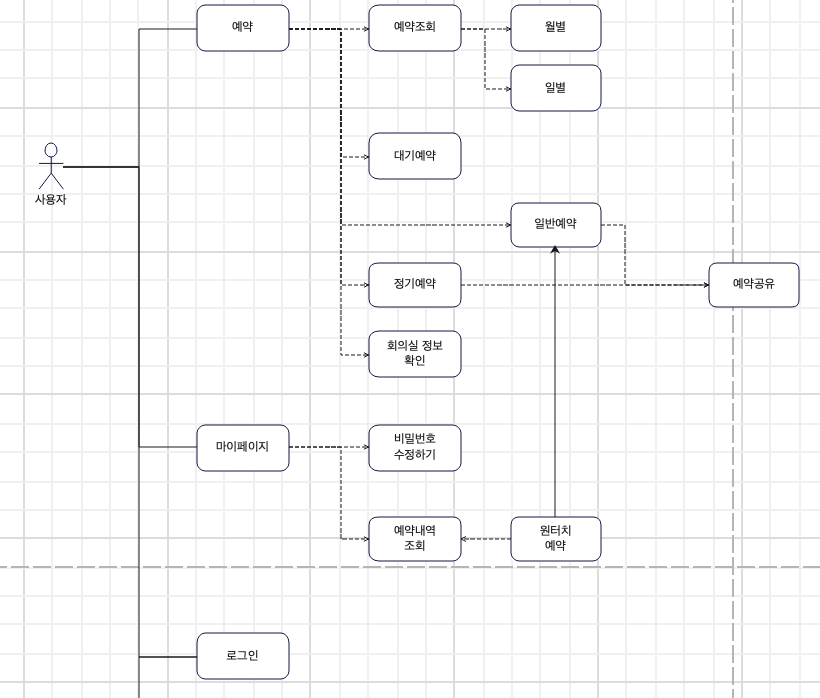 예약
예약조회
월별
일별
대기예약
사용자
일반예약
정기예약
예약공유
회의실 정보
확인
마이페이지
비밀번호
수정하기
예약내역
조회
원터치
예약
로그인